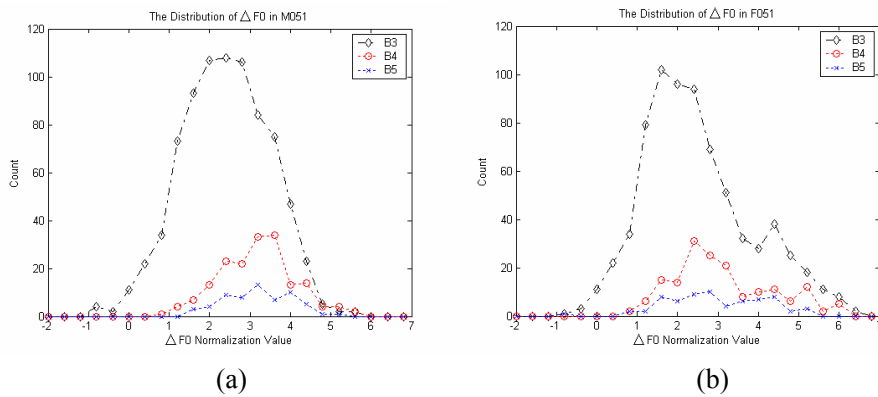 The Distribution of △ F0 in M051
120
100
80
60
40
20
0
Count
-2 -1 0 1 2 3 4 5 6 7
△ F0 Normalization Value
B3
B4
B5
(a)
The Distribution of △ F0 in F051
120
100
80
60
40
20
0
Count
-2 -1 0 1 2 3 4 5 6 7
△ F0 Normalization Value
B3
B4
B5
(b)